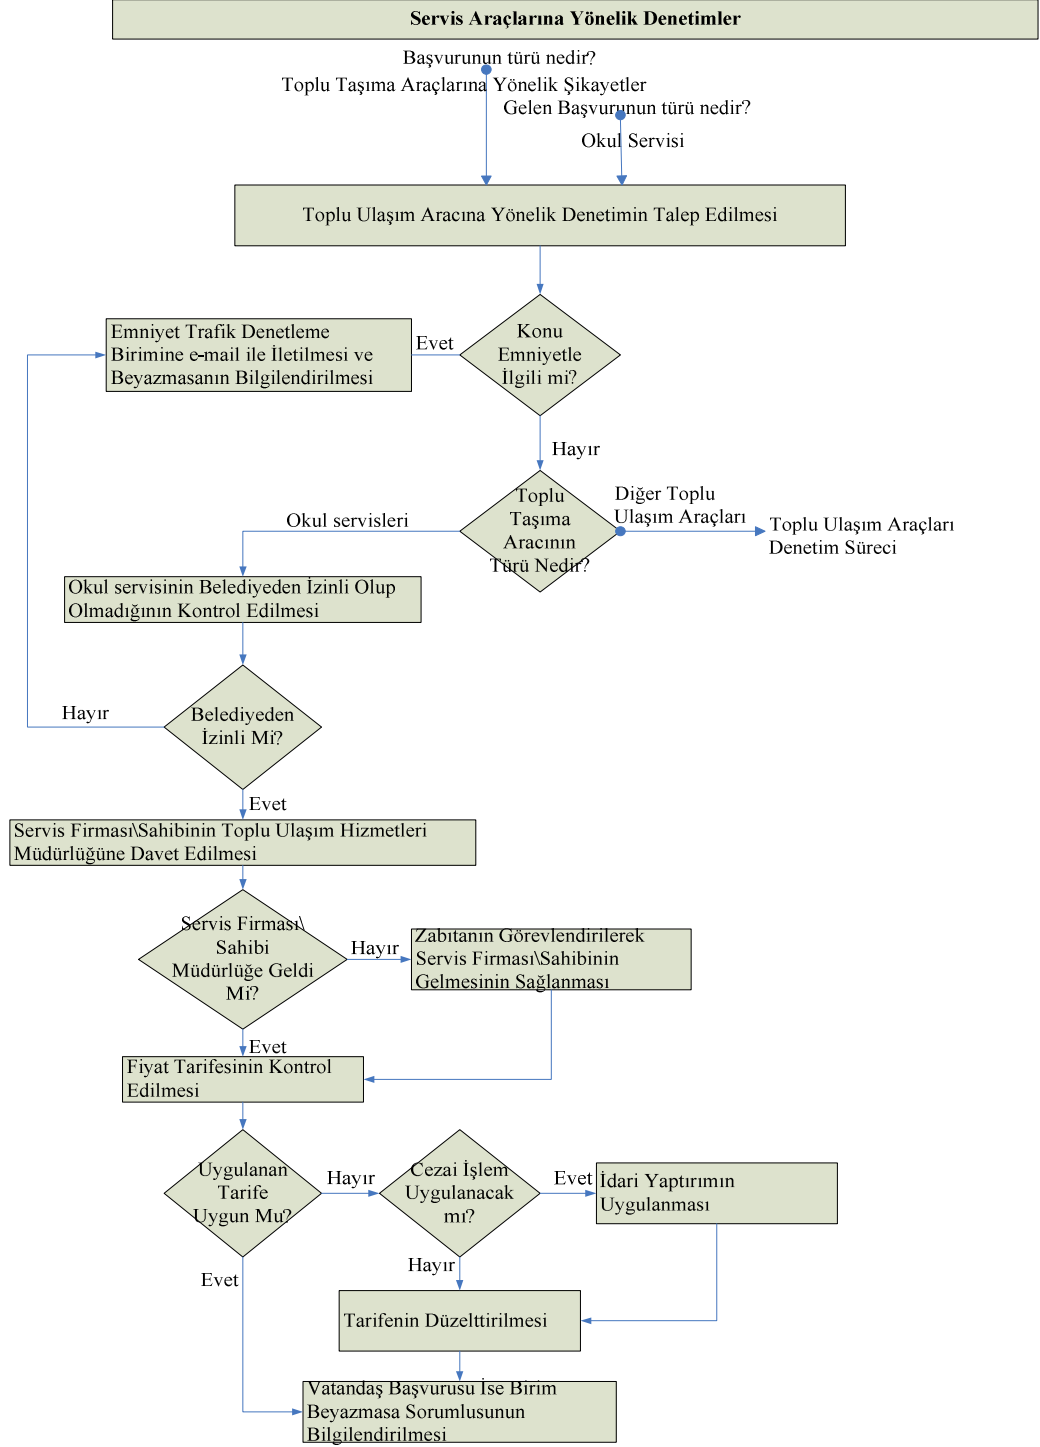 Servis Araçlarına Yönelik Denetimler
Başvurunun türü nedir?
Toplu Taşıma Araçlarına Yönelik Şikayetler
Gelen Başvurunun türü nedir?
Okul Servisi
Toplu Ulaşım Aracına Yönelik Denetimin Talep Edilmesi
Emniyet Trafik Denetleme
Birimine e-mail ile İletilmesi ve
Beyazmasanın Bilgilendirilmesi
Evet
Konu
Emniyetle
İlgili mi?
Hayır
Toplu
Taşıma
Aracının
Türü Nedir?
Diğer Toplu
Ulaşım Araçları
Toplu Ulaşım Araçları
Denetim Süreci
Okul servisleri
Okul servisinin Belediyeden İzinli Olup
Olmadığının Kontrol Edilmesi
Hayır
Belediyeden
İzinli Mi?
Evet
Servis Firması\Sahibinin Toplu Ulaşım Hizmetleri
Müdürlüğüne Davet Edilmesi
Servis Firması\
Sahibi
Müdürlüğe Geldi
Mi?
Hayır
Zabıtanın Görevlendirilerek
Servis Firması\Sahibinin
Gelmesinin Sağlanması
Evet
Fiyat Tarifesinin Kontrol
Edilmesi
Uygulanan
Tarife
Uygun Mu?
Hayır
Cezai İşlem
Uygulanacak
mı?
Evet
İdari Yaptırımın
Uygulanması
Evet
Hayır
Tarifenin Düzelttirilmesi
Vatandaş Başvurusu İse Birim
Beyazmasa Sorumlusunun
Bilgilendirilmesi